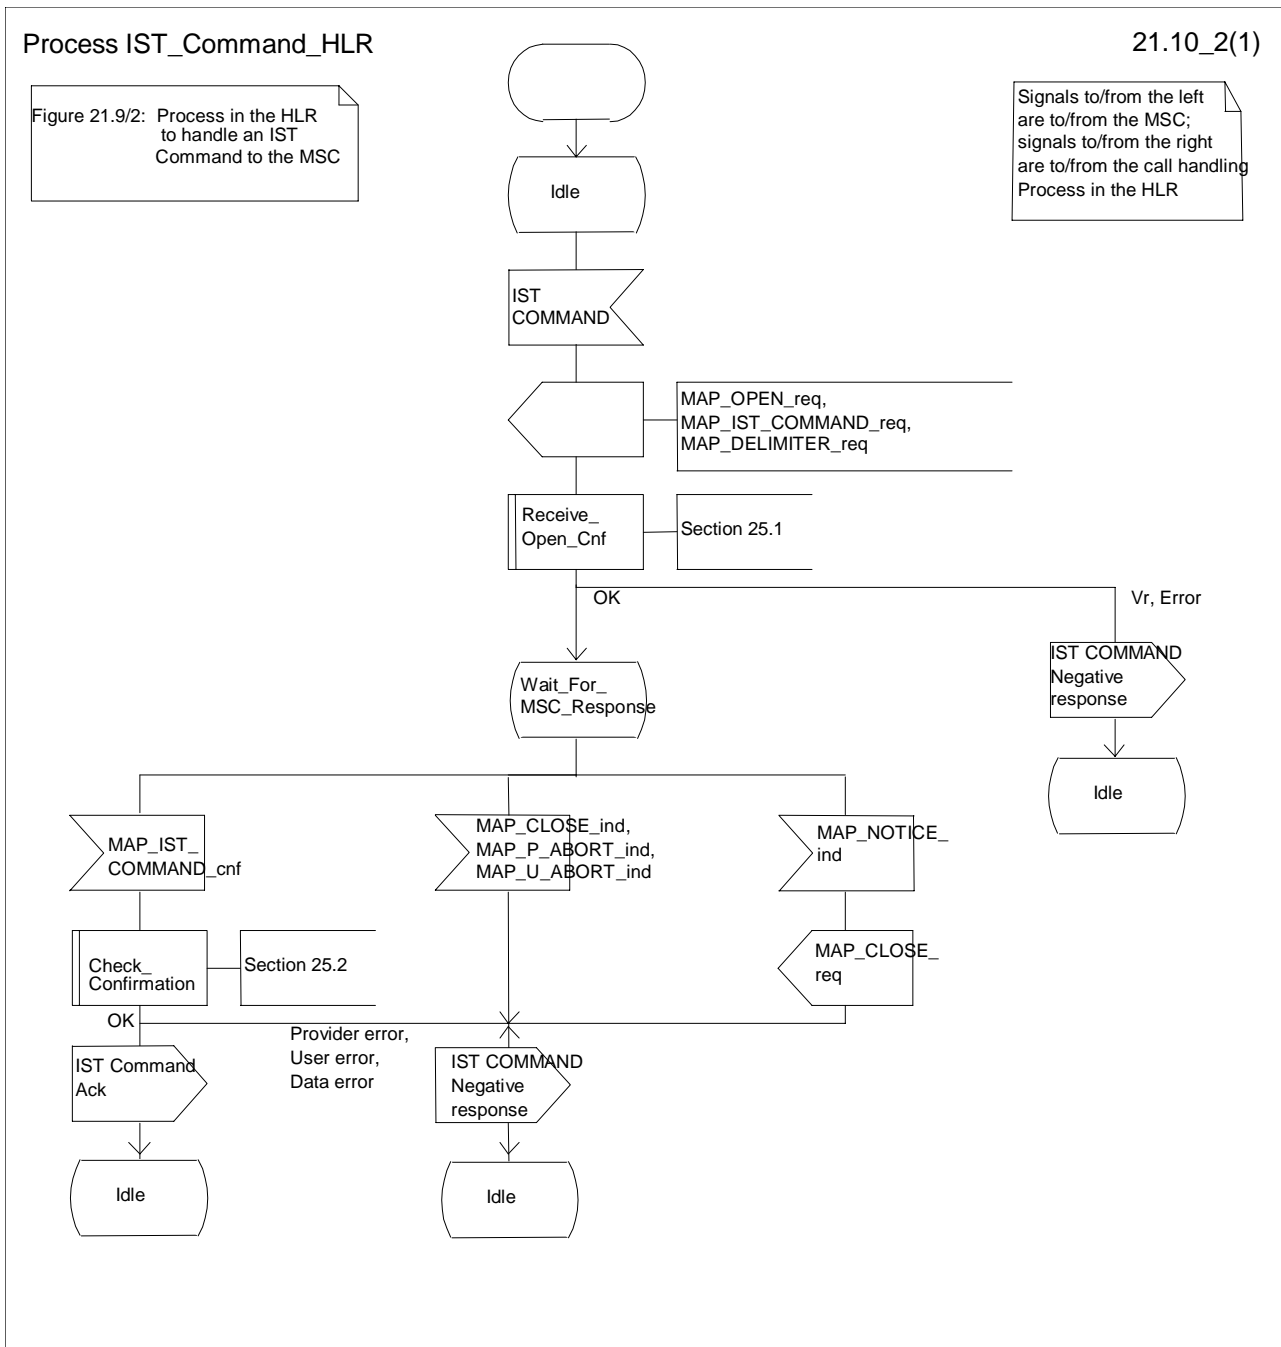 Process IST_Command_HLR
21.10_2(1)
Figure 21.9/2: Process in the HLR
to handle an IST
Command to the MSC
Signals to/from the left
are to/from the MSC;
signals to/from the right
are to/from the call handling
Process in the HLR
Idle
IST
COMMAND
MAP_OPEN_req,
MAP_IST_COMMAND_req,
MAP_DELIMITER_req
Receive_
Open_Cnf
Section 25.1
OK
Vr, Error
IST COMMAND
Negative
response
Idle
Wait_For_
MSC_Response
MAP_IST_
COMMAND_cnf
MAP_CLOSE_ind,
MAP_P_ABORT_ind,
MAP_U_ABORT_ind
MAP_NOTICE_
ind
Check_
Confirmation
Section 25.2
MAP_CLOSE_
req
OK
Provider error,
User error,
Data error
IST Command
Ack
IST COMMAND
Negative
response
Idle
Idle